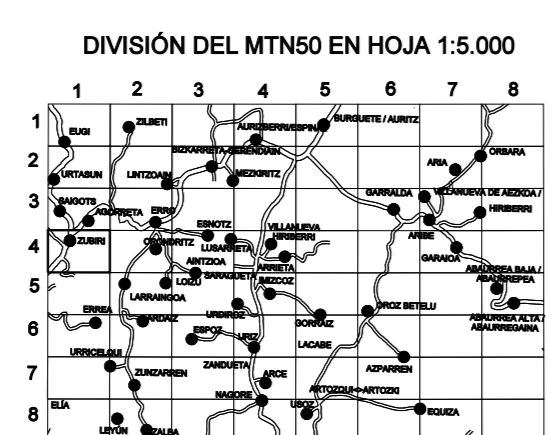 DIVISIÓN DEL MTN50 EN HOJA 1:5.000
1 2 3 4 5 6 7 8
1
ZILBETI
AURIZBERRI/ESPINAL
BURGUETE / AURITZ
EUGI
BIZKARRETA-GERENDIAIN
ORBARA
2
ARIA
URTASUN
LINTZOAIN
MEZKIRITZ
3
GARRALDA
VILLANUEVA DE AEZKOA /
HIRIBERRI
SAIGOTS
AGORRETA
ERRO
ESNOTZ
VILLANUEVA
HIRIBERRI
ARIBE
4
ZUBIRI
ORONDRITZ
LUSARRETA
GARAIOA
AINTZIOA
ARRIETA
ABAURREA BAJA /
ABAURREPEA
5
LOIZU
SARAGUETA
IMIZCOZ
LARRAINGOA
URDIROZ
OROZ BETELU
ABAURREA ALTA /
ABAURREGAINA
ERREA
6
ARDAIZ
ESPOZ
URIZ
GORRAIZ
LACABE
URRICELQUI
ZANDUETA
AZPARREN
7
ZUNZARREN
ARCE
ARTOZQUI<>ARTOZKI
NAGORE
8
ELÍA
USOZ
EQUIZA
LEYÚN
ZALBA